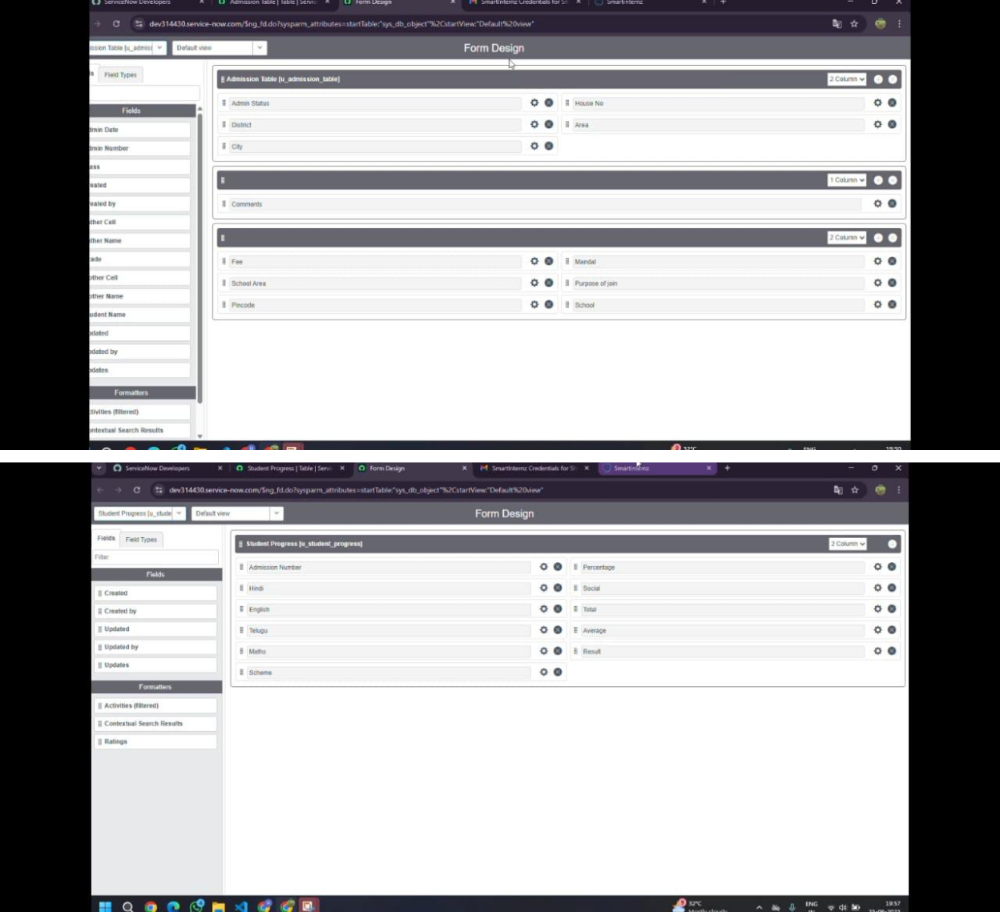 ServiceNow Developers
Admission Table | Table | Servic
Form Design
SmartInternz Credentials for St
SmartInternz
dev314430.service-now.com/$ng_fd.do?sysparm_attributes=startTable:"sys_db_object"%2CstartView:"Default%20view"
ission Table [u_admiss
Default view
Form Design
Field Types
Fields
dmin Date
dmin Number
ass
eated
eated by
ther Cell
ther Name
ade
other Cell
other Name
udent Name
pdated
pdated by
pdates
Formatters
ctivities (filtered)
ontextual Search Results
Admission Table [u_admission_table]
2 Column
Admin Status
House No
District
Area
City
1 Column
Comments
2 Column
Fee
Mandal
School Area
Purpose of join
Pincode
School
32°C
ENG
19:50
ServiceNow Developers
Student Progress | Table | Servi
Form Design
SmartInternz Credentials for St
SmartInternz
dev314430.service-now.com/$ng_fd.do?sysparm_attributes=startTable:"sys_db_object"%2CstartView:"Default%20view"
Student Progress [u_stude
Default view
Form Design
Fields
Field Types
Filter
Fields
Created
Created by
Updated
Updated by
Updates
Formatters
Activities (filtered)
Contextual Search Results
Ratings
Student Progress [u_student_progress]
2 Column
Admission Number
Percentage
Hindi
Social
English
Total
Telugu
Average
Maths
Result
Scheme
32°C
Mostly cloudy
ENG
IN
19:57